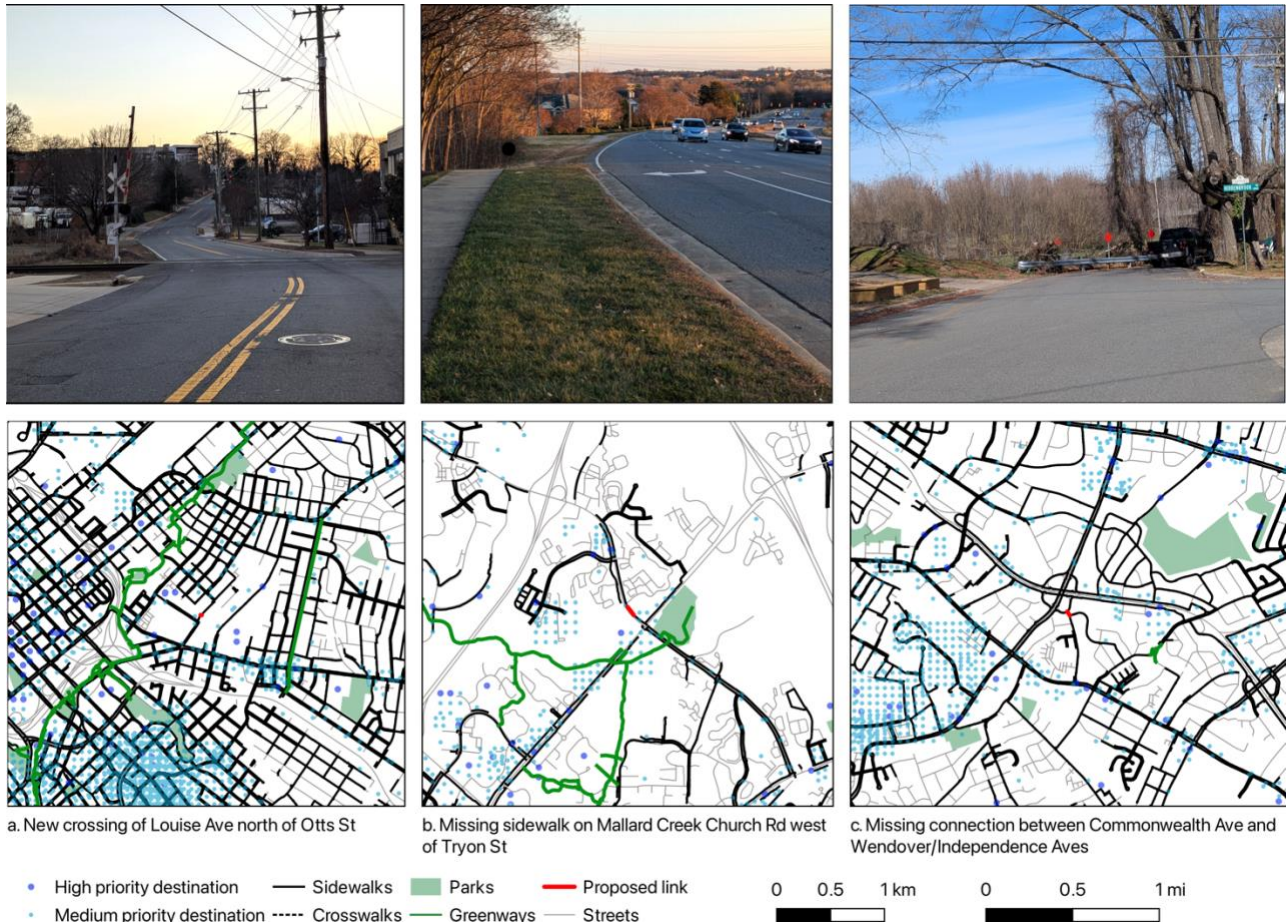 a. New crossing of Louise Ave north of Otts St
b. Missing sidewalk on Mallard Creek Church Rd west
of Tryon St
c. Missing connection between Commonwealth Ave and
Wendover/Independence Aves
High priority destination
Sidewalks
Parks
Proposed link
0 0.5 1 km
0 0.5 1 mi
Medium priority destination
Crosswalks
Greenways
Streets